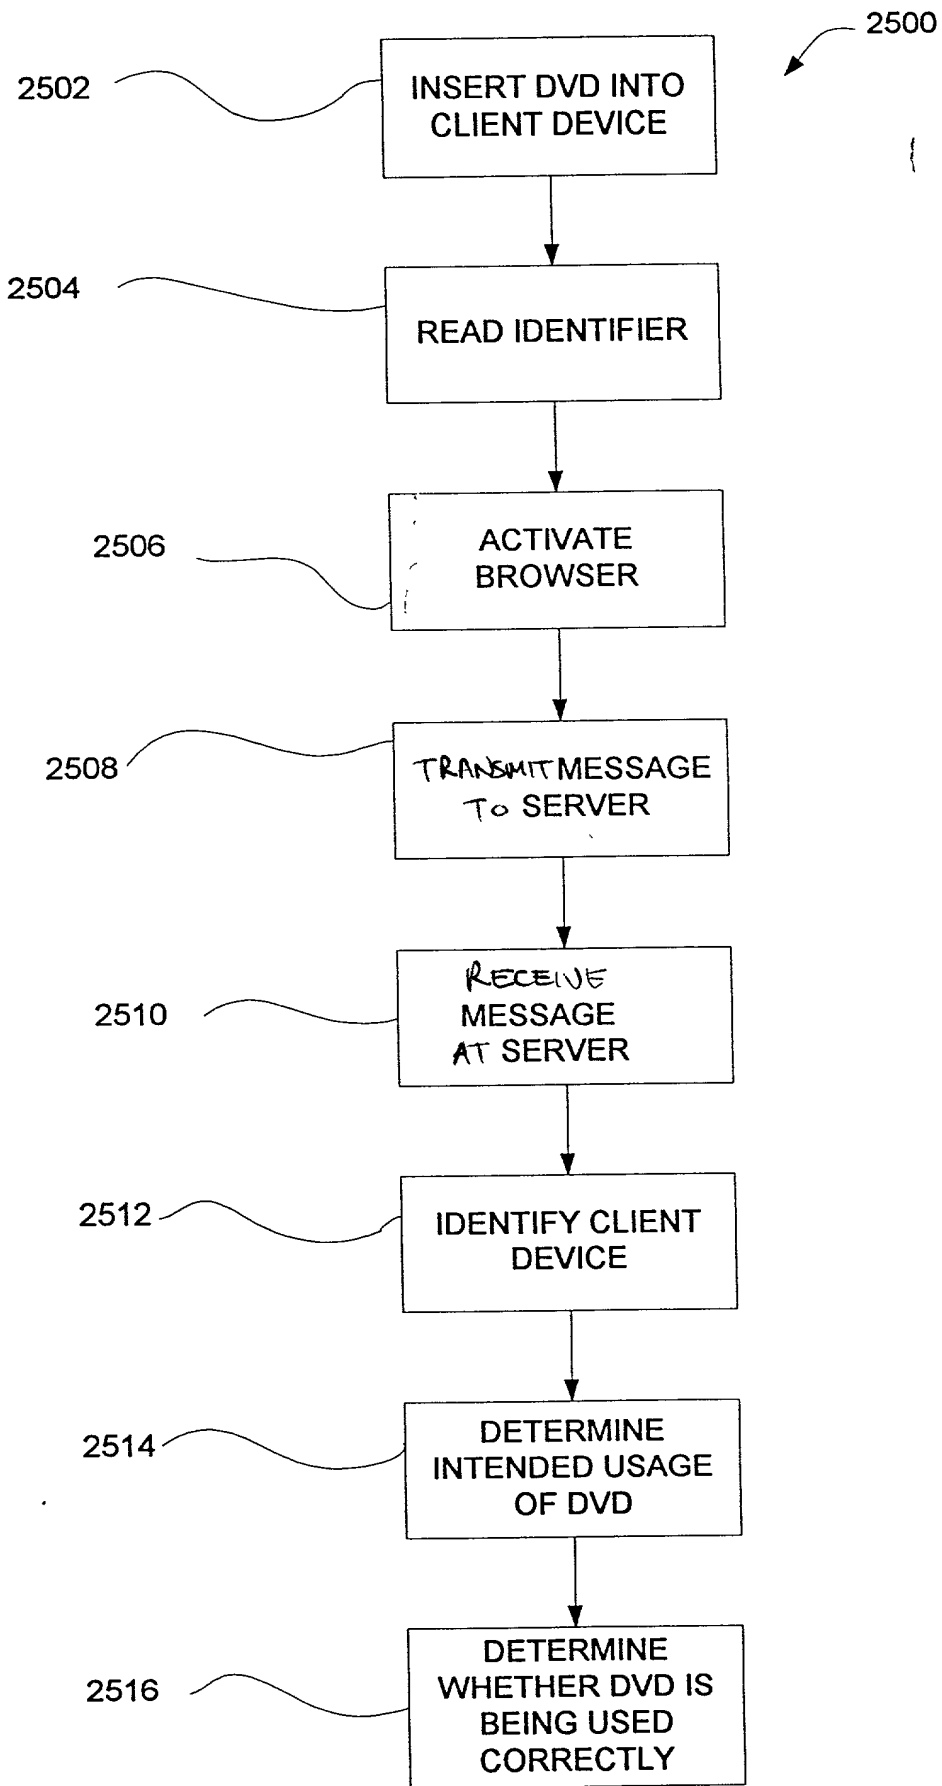 2500
2502
INSERT DVD INTO
CLIENT DEVICE
2504
READ IDENTIFIER
2506
ACTIVATE
BROWSER
2508
TRANSMIT MESSAGE
TO SERVER
2510
RECEIVE
MESSAGE
AT SERVER
2512
IDENTIFY CLIENT
DEVICE
2514
DETERMINE
INTENDED USAGE
OF DVD
2516
DETERMINE
WHETHER DVD IS
BEING USED
CORRECTLY